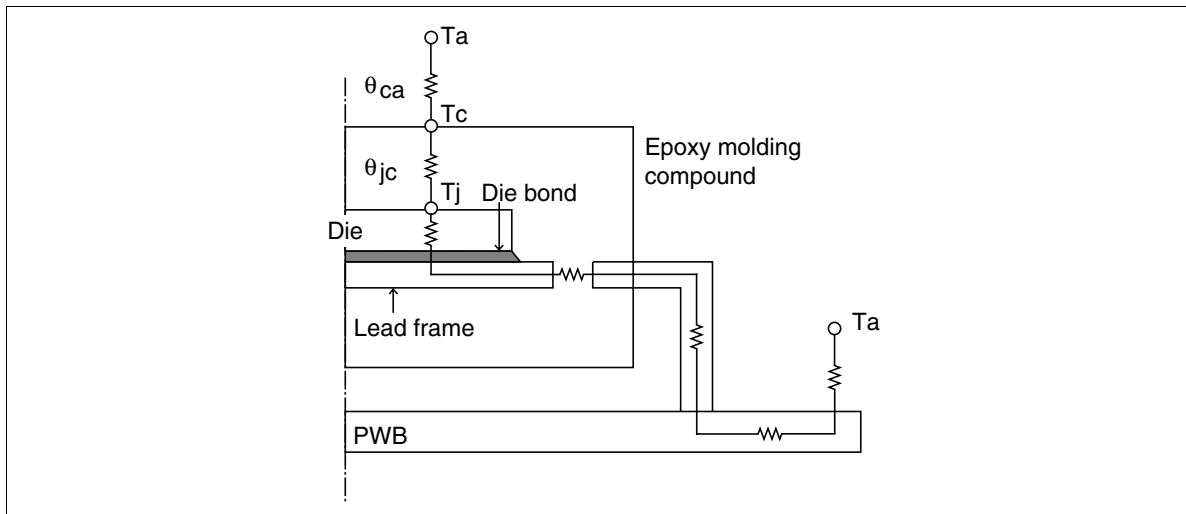 Ta
θca
Tc
Epoxy molding
compound
θjc
Tj
Die bond
Die
Lead frame
Ta
PWB